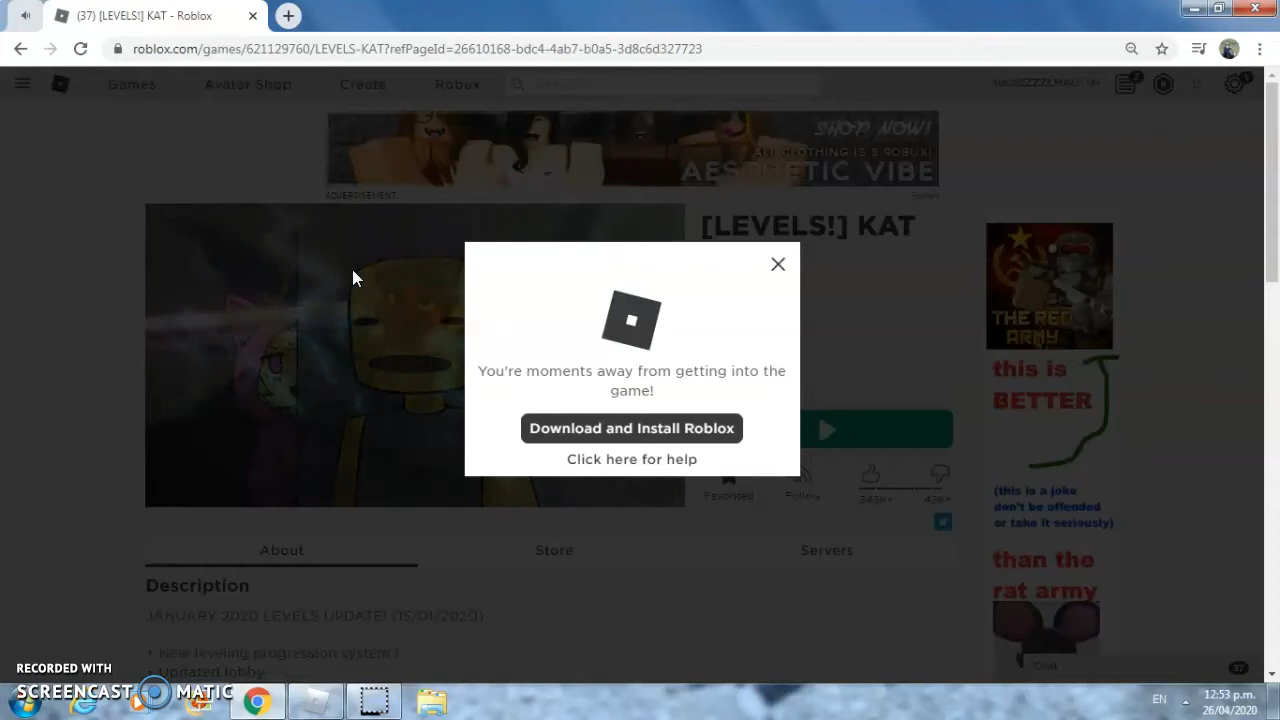 (37) [LEVELS!] KAT - Roblox
roblox.com/games/621129760/LEVELS-KAT?refPageId=26610168-bdc4-4ab7-b0a5-3d8c6d327723
Games
Avatar Shop
Create
Robux
SHOP NOW!
ALL CLOTHING IS 5 ROBUX!
AESTHETIC VIBE
ADVERTISEMENT
Report
[LEVELS!] KAT
THE RED
ARMY
this is
BETTER
(this is a joke
don't be offended
or take it seriously)
than the
rat army
You're moments away from getting into the
game!
Download and Install Roblox
Click here for help
Favorited
Follow
About
Store
Servers
Description
JANUARY 2020 LEVELS UPDATE! (15/01/2020)
+ New leveling progression system!
+ Updated lobby
Chat
37
RECORDED WITH
SCREENCAST MATIC
EN
12:53 p.m.
26/04/2020